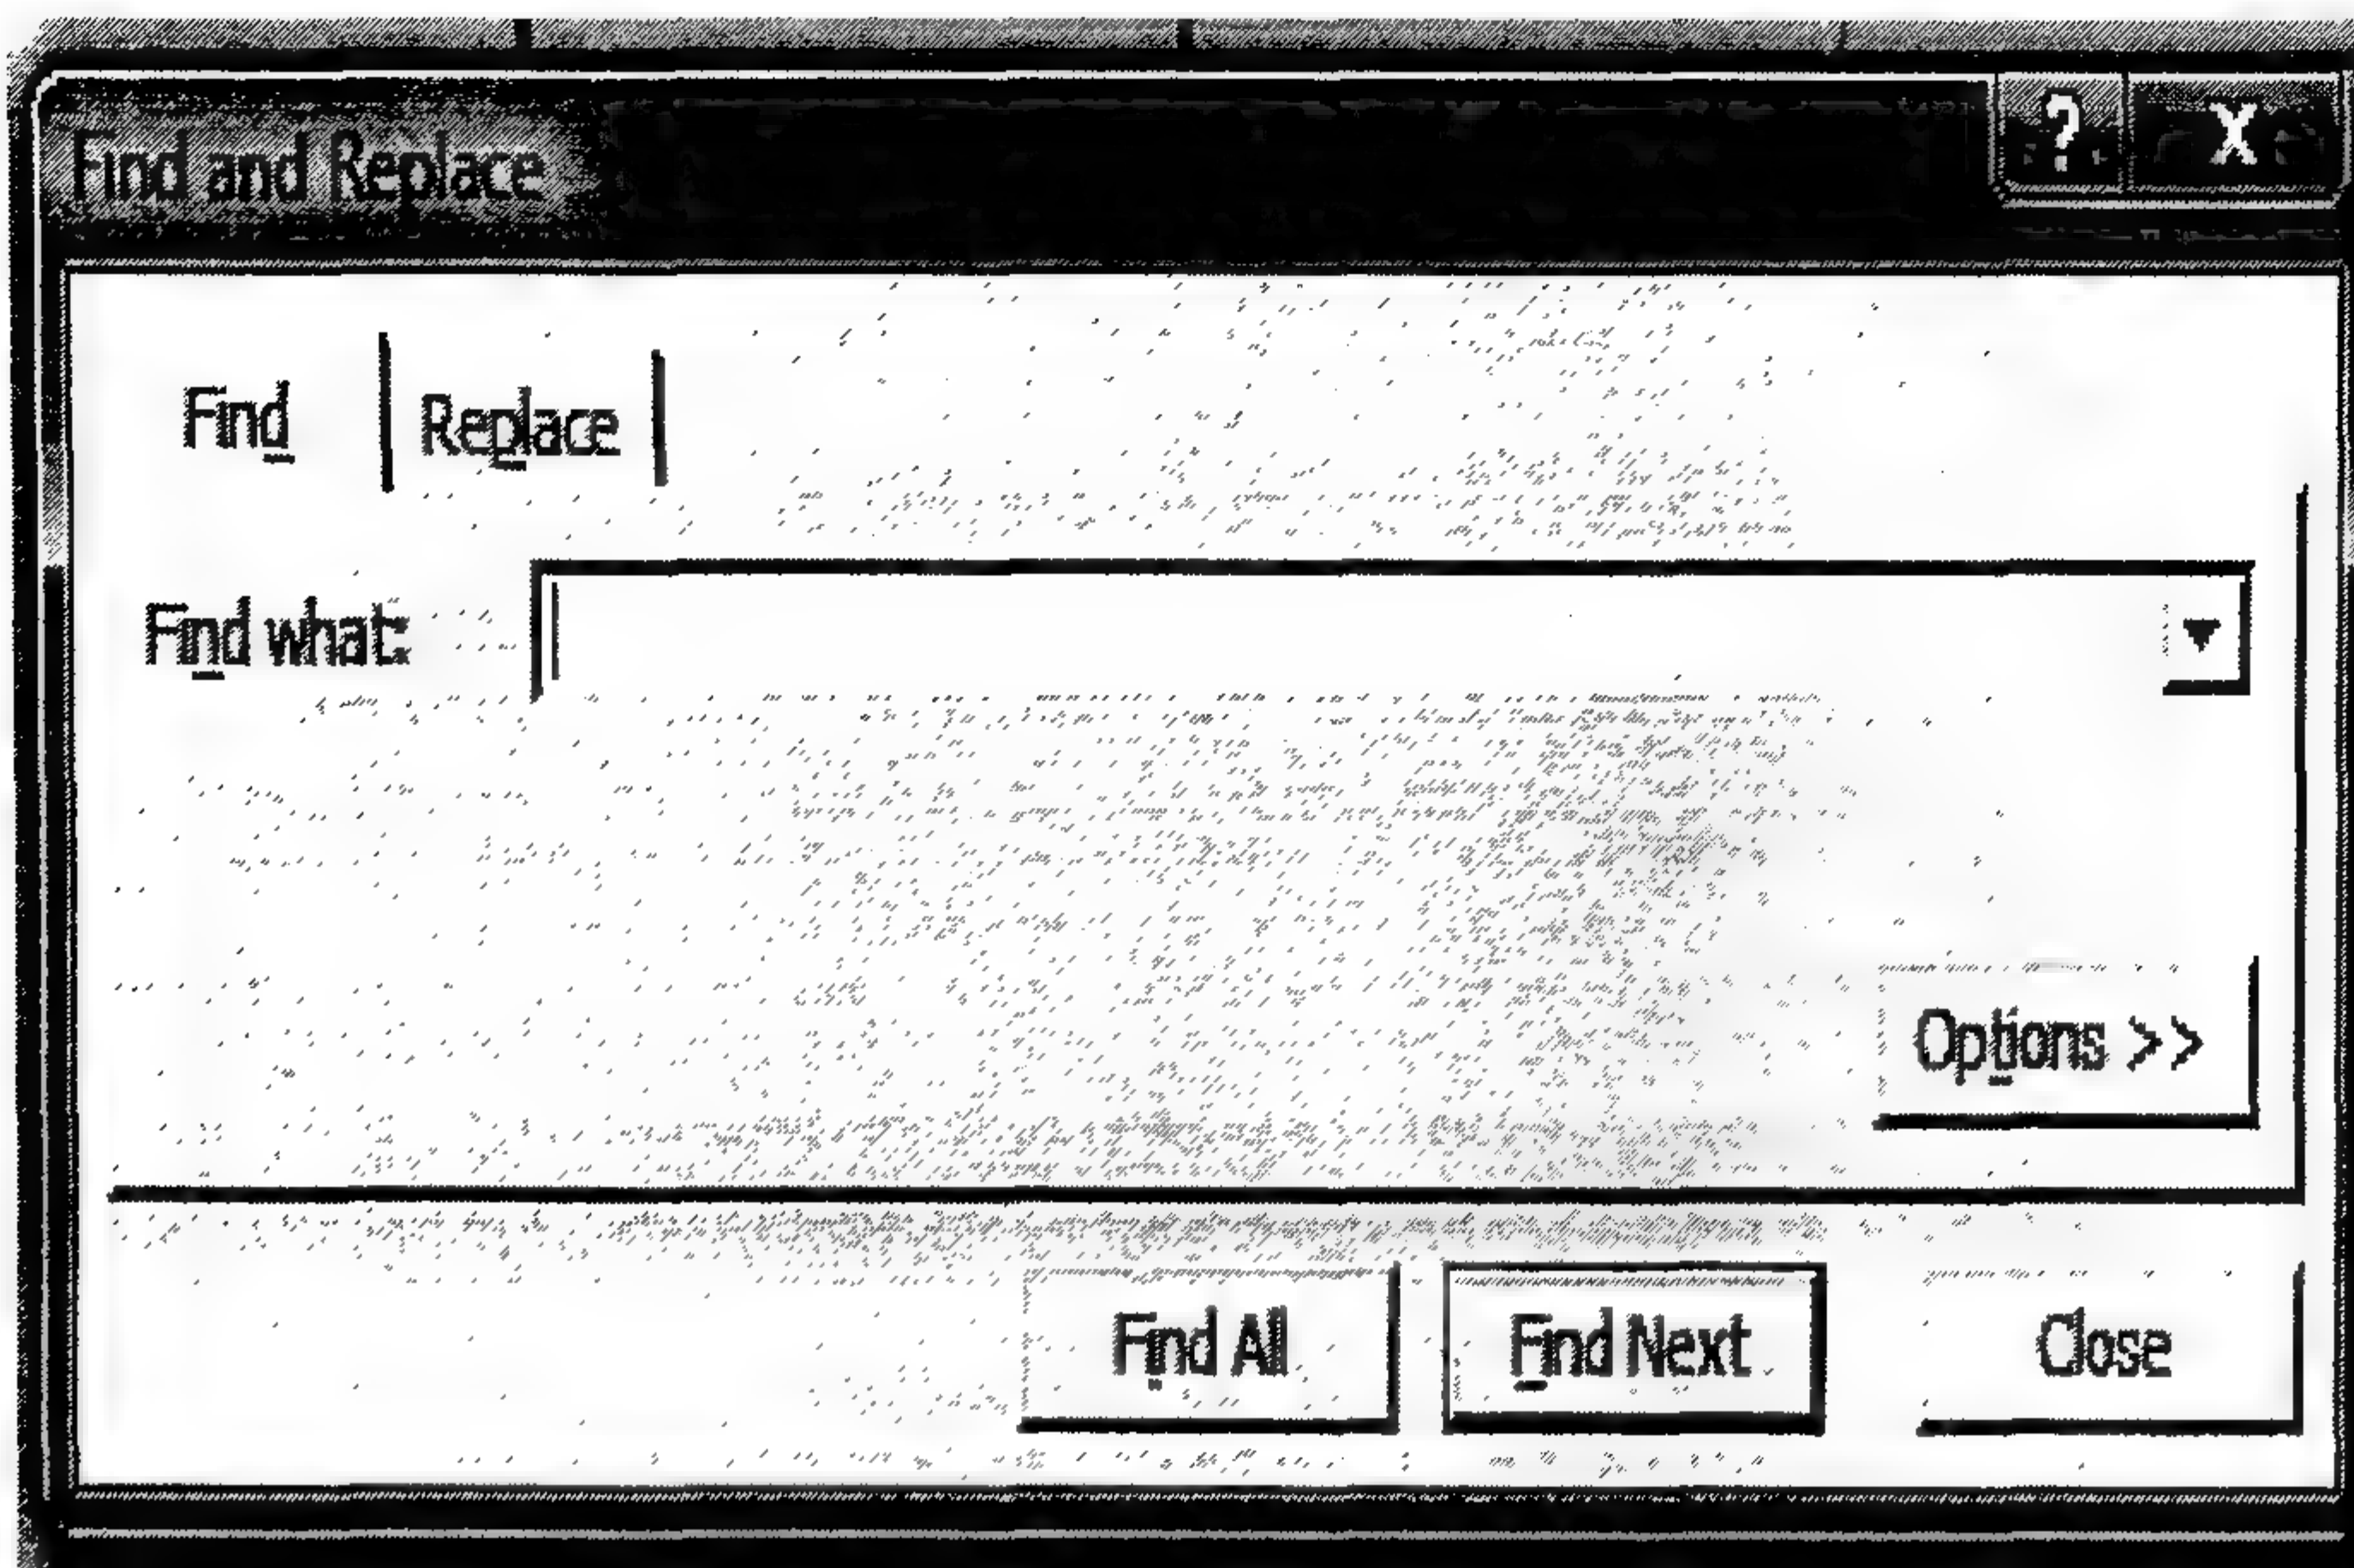 Find and Replace ? X
Find Replace
Find what:
Options >>
Find All Find Next Close